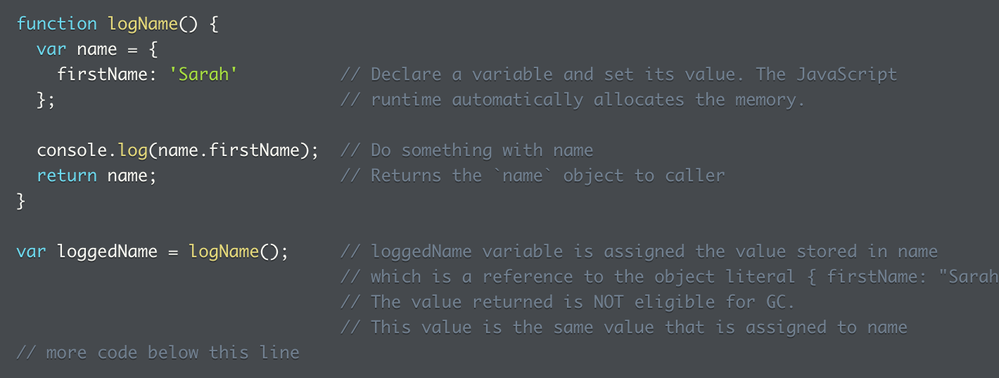 function logName() {
  var name = {
    firstName: 'Sarah'          // Declare a variable and set its value. The JavaScript
  };                            // runtime automatically allocates the memory.

  console.log(name.firstName);  // Do something with name
  return name;                  // Returns the `name` object to caller
}

var loggedName = logName();     // loggedName variable is assigned the value stored in name
                                // which is a reference to the object literal { firstName: "Sarah
                                // The value returned is NOT eligible for GC.
                                // This value is the same value that is assigned to name
// more code below this line